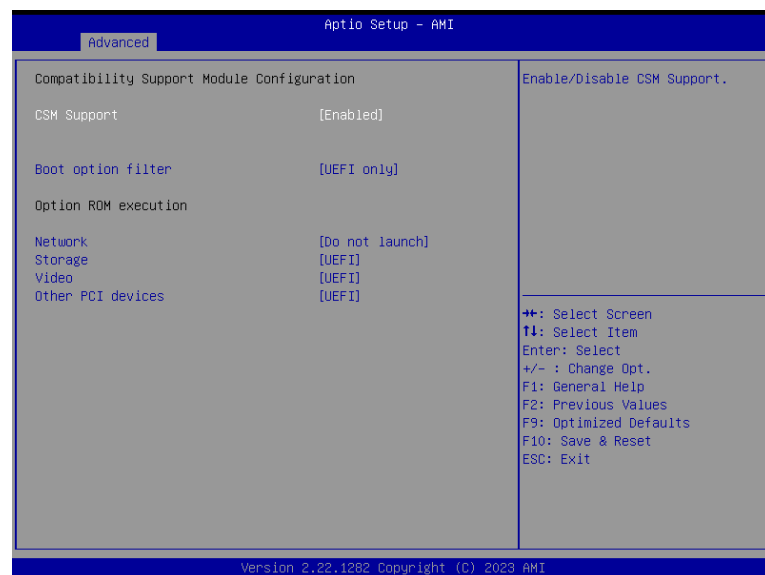 Aptio Setup – AMI
Advanced
Compatibility Support Module Configuration
CSM Support [Enabled]
Boot option filter [UEFI only]
Option ROM execution
Network [Do not launch]
Storage [UEFI]
Video [UEFI]
Other PCI devices [UEFI]
Enable/Disable CSM Support.
→←: Select Screen
↑↓: Select Item
Enter: Select
+/– : Change Opt.
F1: General Help
F2: Previous Values
F9: Optimized Defaults
F10: Save & Reset
ESC: Exit
Version 2.22.1282 Copyright (C) 2023 AMI